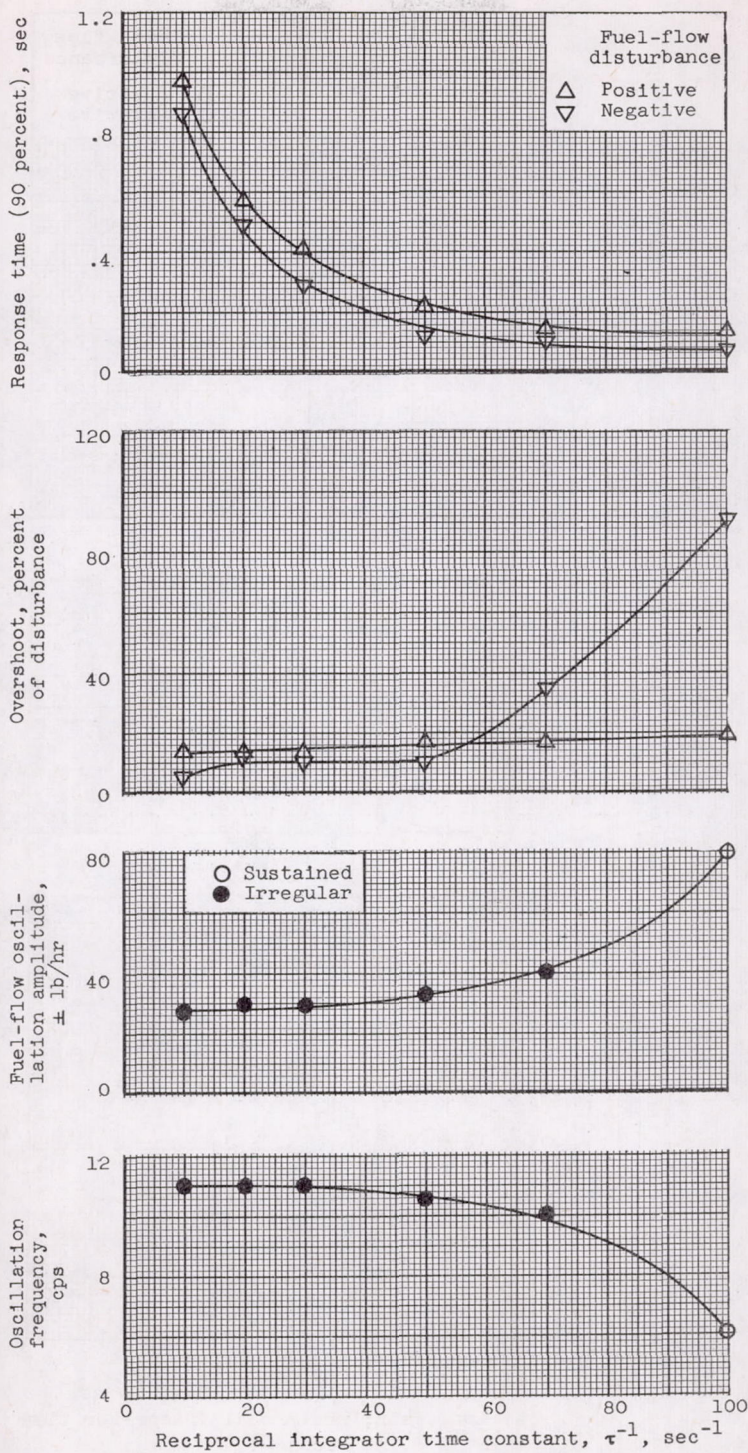 Response time (90 percent), sec
1.2
.8
.4
0
Fuel-flow
disturbance
△ Positive
▽ Negative
Overshoot, percent
of disturbance
120
80
40
0
Fuel-flow oscil-
lation amplitude,
± lb/hr
80
40
0
○ Sustained
● Irregular
Oscillation
frequency,
cps
12
8
4
0 20 40 60 80 100
Reciprocal integrator time constant, τ⁻¹, sec⁻¹